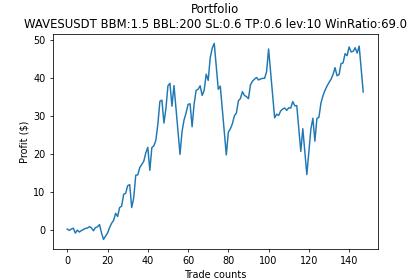 Portfolio
WAVESUSDT BBM:1.5 BBL:200 SL:0.6 TP:0.6 lev:10 WinRatio:69.0
50
40
30
20
10
0
Profit ($)
0 20 40 60 80 100 120 140
Trade counts